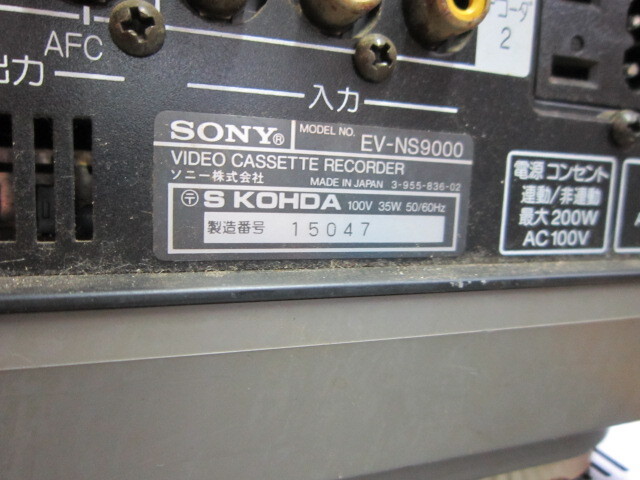 AFC
出力
コーダ
2
入力
SONY® MODEL NO. EV-NS9000
VIDEO CASSETTE RECORDER
ソニー株式会社 MADE IN JAPAN 3-955-836-02
〒S KOHDA 100V 35W 50/60Hz
製造番号 15047
電源コンセント
連動/非連動
最大200W
AC100V